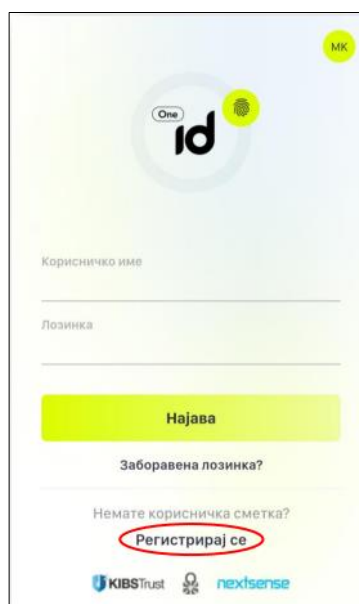 MK
One
id
Корисничко име
Лозинка
Најава
Заборавена лозинка?
Немате корисничка сметка?
Регистрирај се
KIBSTrust nextsense